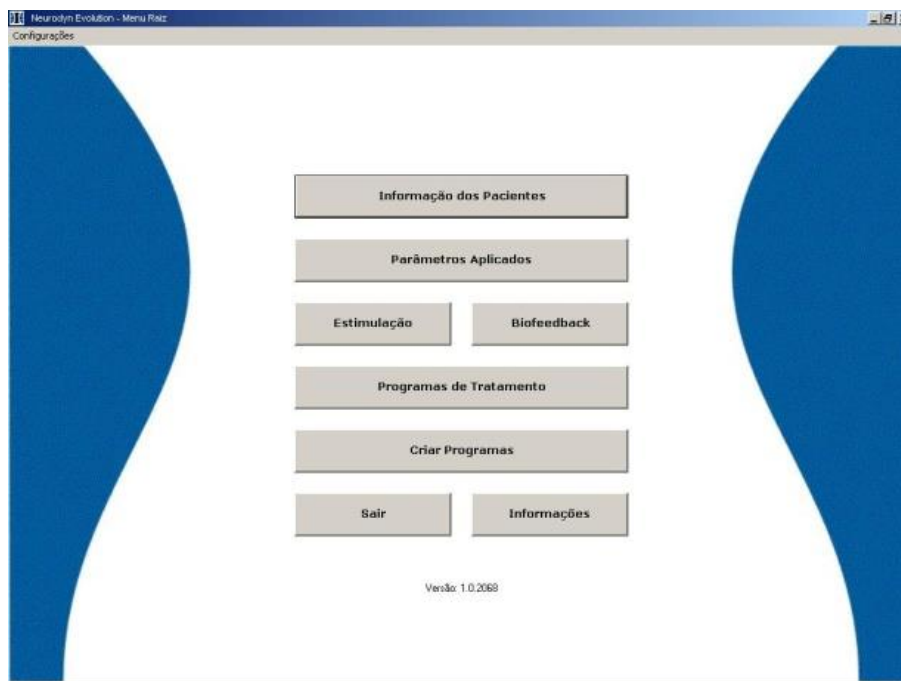 Neurodyn Evolution - Menu Raiz
Configurações
Informação dos Pacientes
Parâmetros Aplicados
Estimulação Biofeedback
Programas de Tratamento
Criar Programas
Sair Informações
Versão: 1.0.2068